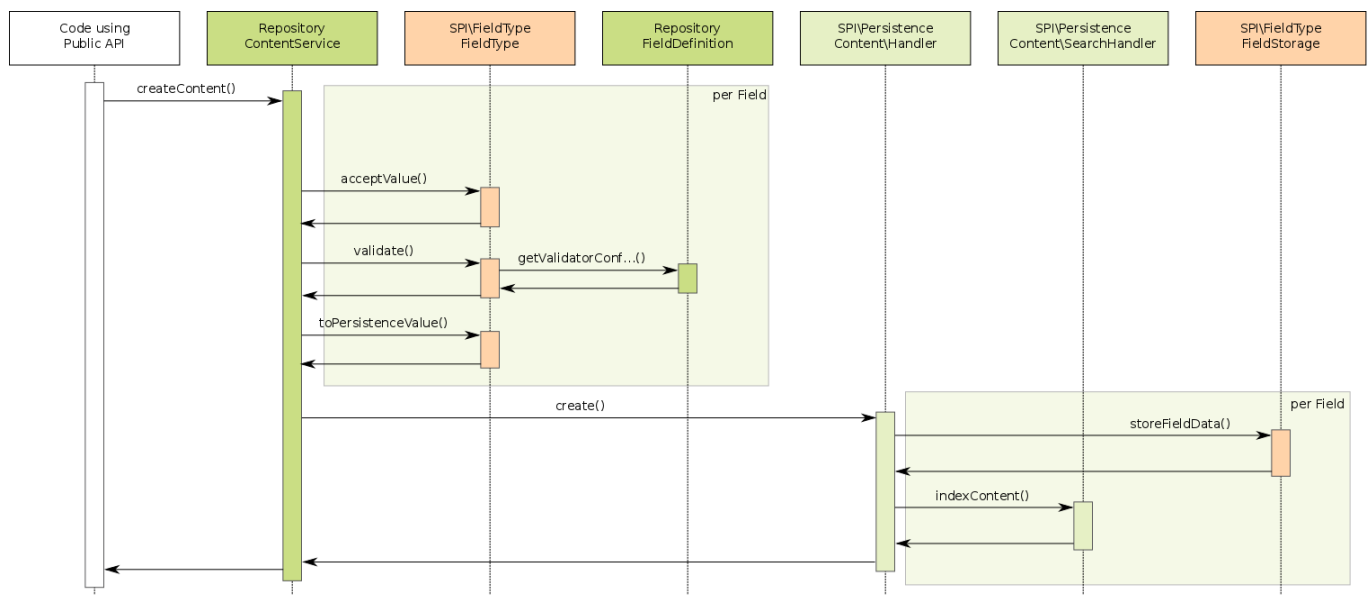 Code using
Public API
Repository
ContentService
SPI\FieldType
FieldType
Repository
FieldDefinition
SPI\Persistence
Content\Handler
SPI\Persistence
Content\SearchHandler
SPI\FieldType
FieldStorage
createContent()
per Field
acceptValue()
validate()
getValidatorConf...()
toPersistenceValue()
create()
per Field
storeFieldData()
indexContent()